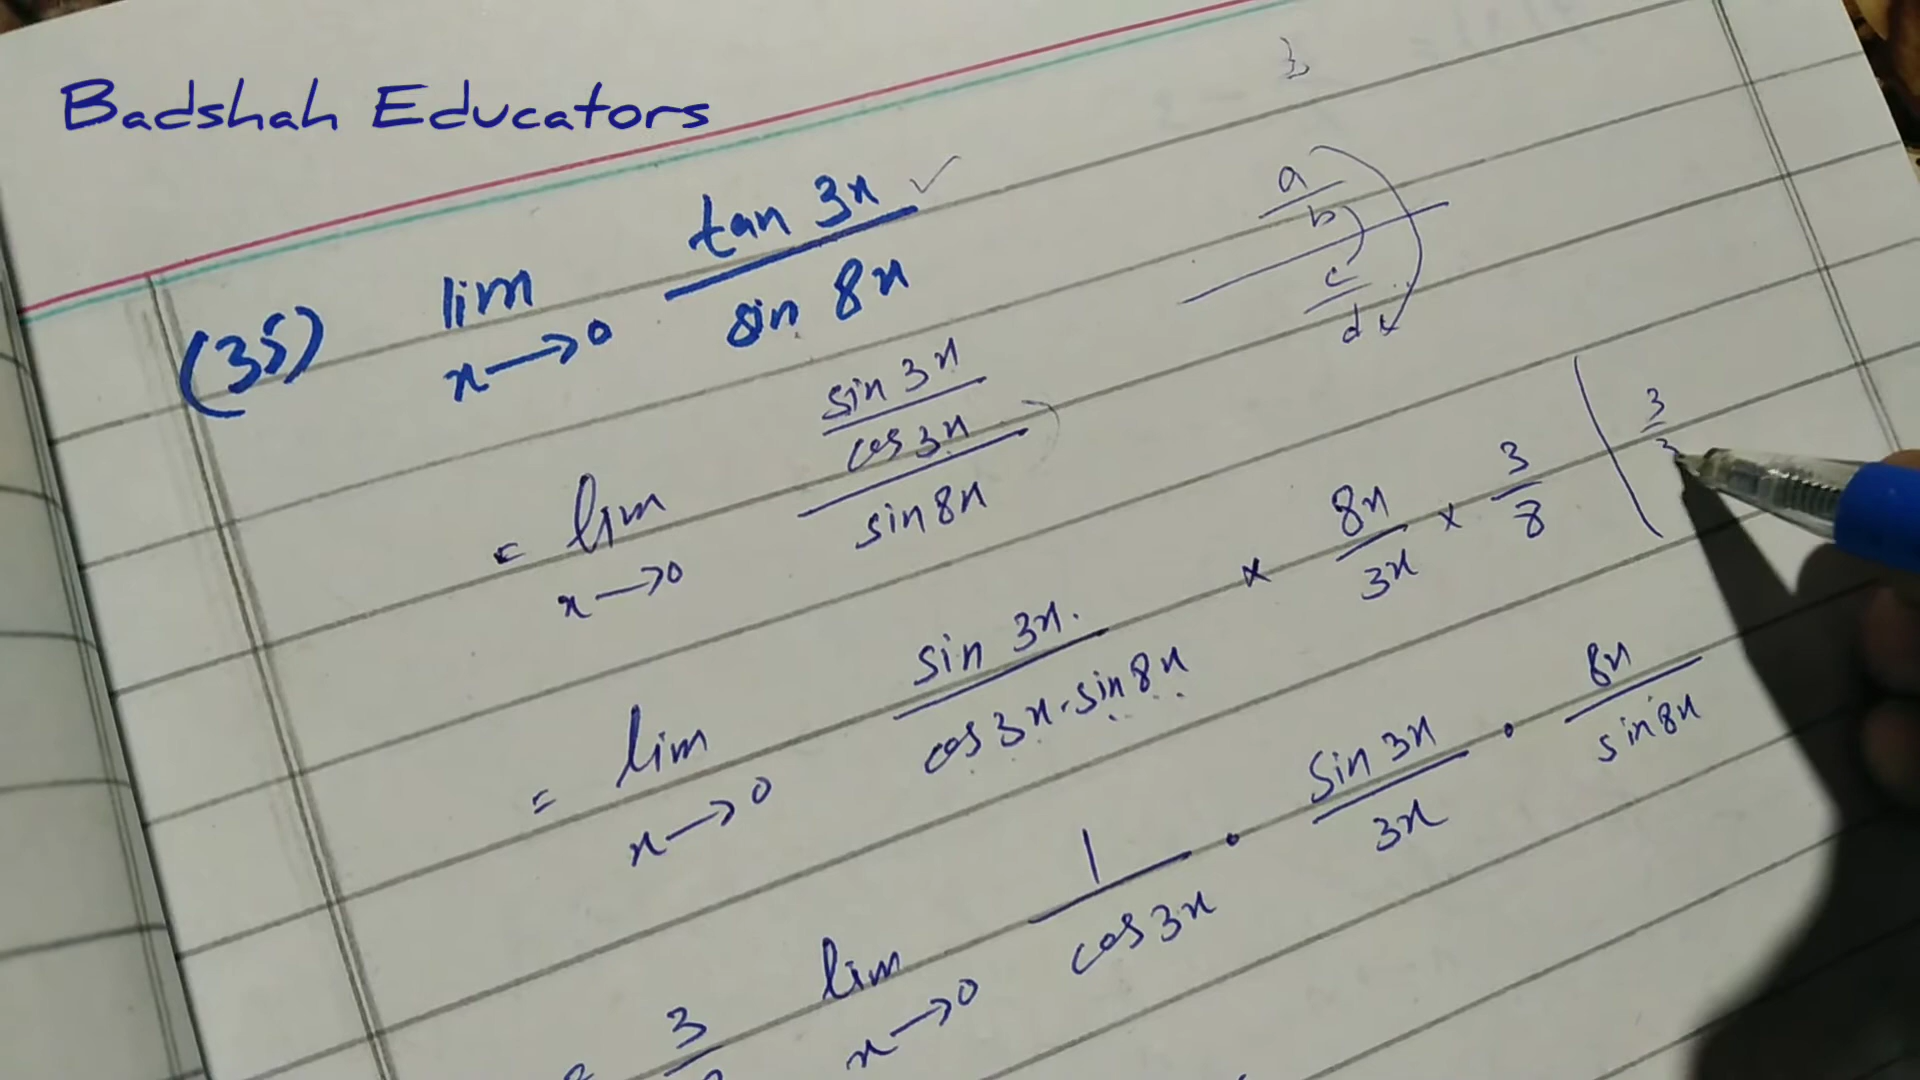 Badshah Educators
(35) lim x→0 tan 3x / sin 8x ✓
a/b / c/d
= lim x→0 sin 3x / cos 3x / sin 8x
= lim x→0 sin 3x / cos 3x · sin 8x × 8x / 3x × 3 / 8 | 3 / 3
= 3 lim x→0 1 / cos 3x · sin 3x / 3x · 8x / sin 8x